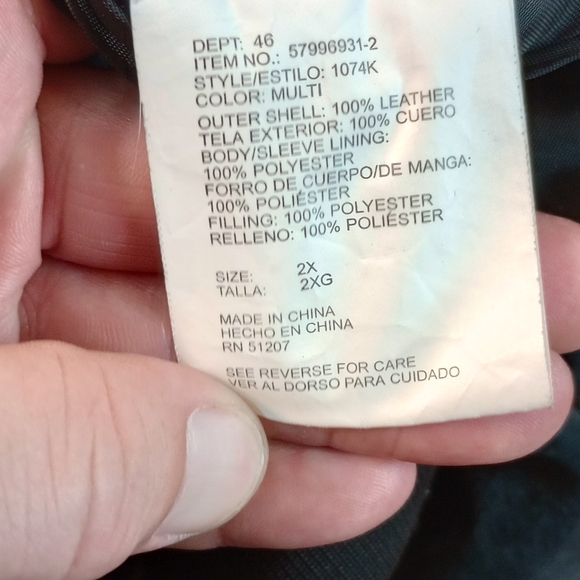 DEPT: 46
ITEM NO.: 57996931-2
STYLE/ESTILO: 1074K
COLOR: MULTI
OUTER SHELL: 100% LEATHER
TELA EXTERIOR: 100% CUERO
BODY/SLEEVE LINING:
100% POLYESTER
FORRO DE CUERPO/DE MANGA:
100% POLIÉSTER
FILLING: 100% POLYESTER
RELLENO: 100% POLIÉSTER
SIZE: 2X
TALLA: 2XG
MADE IN CHINA
HECHO EN CHINA
RN 51207
SEE REVERSE FOR CARE
VER AL DORSO PARA CUIDADO